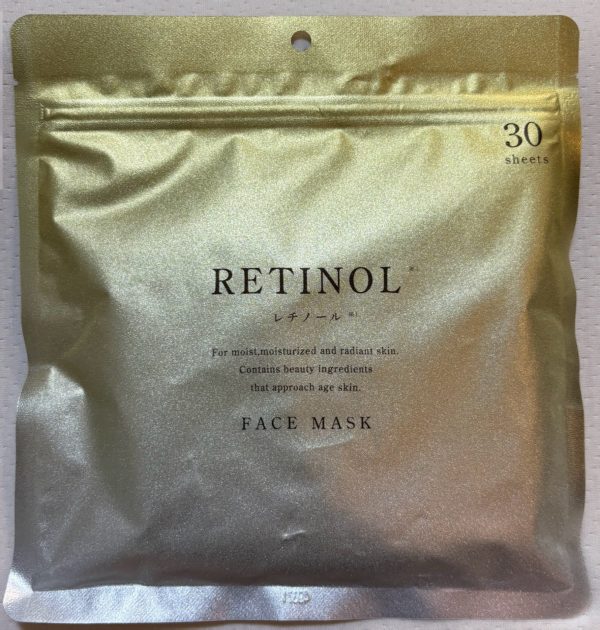 30
sheets
RETINOL
レチノール ※1
For moist,moisturized and radiant skin.
Contains beauty ingredients
that approach age skin.
FACE MASK